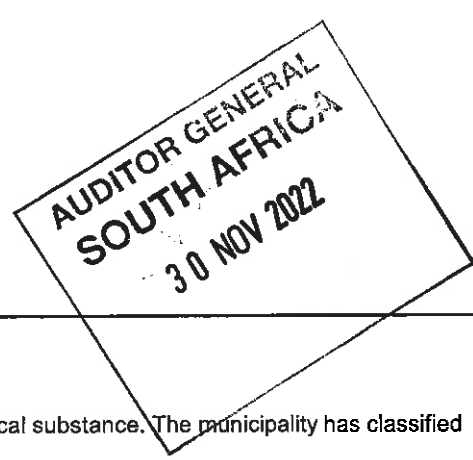 AUDITOR GENERAL
SOUTH AFRICA
30 NOV 2022
cal substance. The municipality has classified